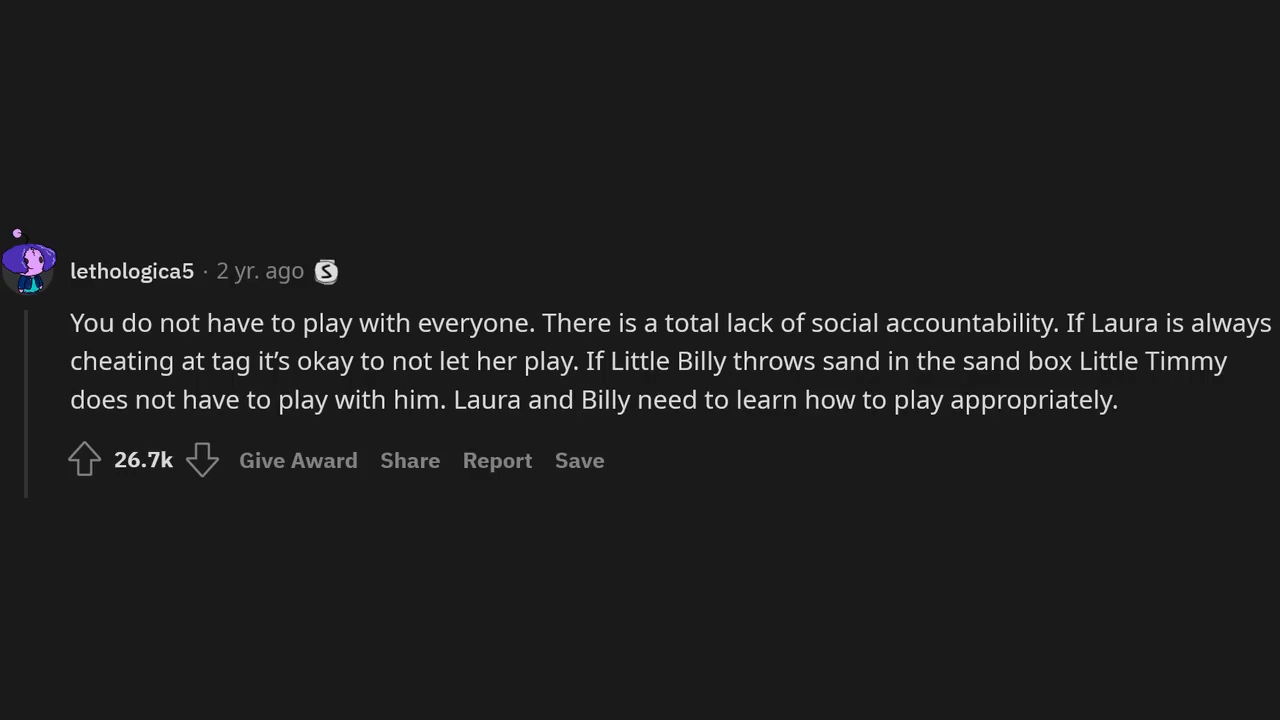 lethologica5 · 2 yr. ago
You do not have to play with everyone. There is a total lack of social accountability. If Laura is always
cheating at tag it’s okay to not let her play. If Little Billy throws sand in the sand box Little Timmy
does not have to play with him. Laura and Billy need to learn how to play appropriately.
26.7k Give Award Share Report Save